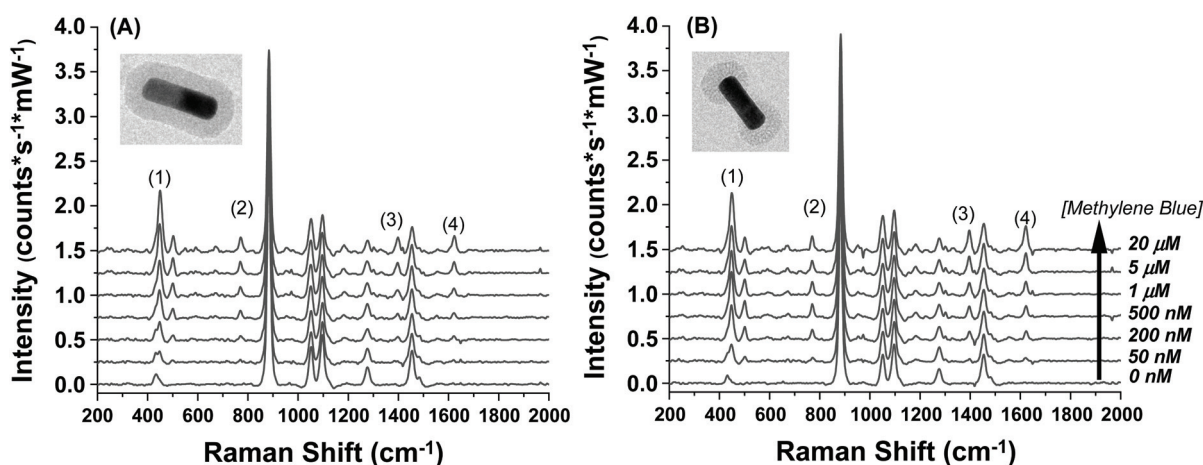 (A)
Intensity (counts*s-1*mW-1)
4.0
3.5
3.0
2.5
2.0
1.5
1.0
0.5
0.0
(1)
(2)
(3)
(4)
200 400 600 800 1000 1200 1400 1600 1800 2000
Raman Shift (cm-1)
(B)
Intensity (counts*s-1*mW-1)
4.0
3.5
3.0
2.5
2.0
1.5
1.0
0.5
0.0
(1)
(2)
(3)
(4)
[Methylene Blue]
20 μM
5 μM
1 μM
500 nM
200 nM
50 nM
0 nM
200 400 600 800 1000 1200 1400 1600 1800 2000
Raman Shift (cm-1)